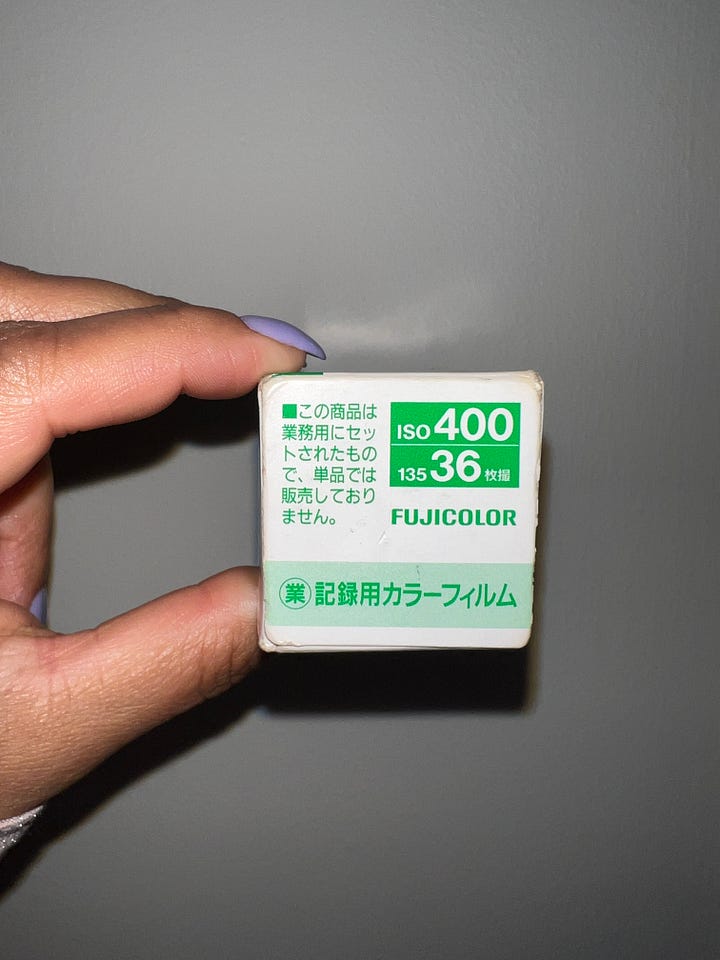 ■この商品は
業務用にセッ
トされたもの
で、単品では
販売しており
ません。
ISO 400
135 36 枚撮
FUJICOLOR
業 記録用カラーフィルム